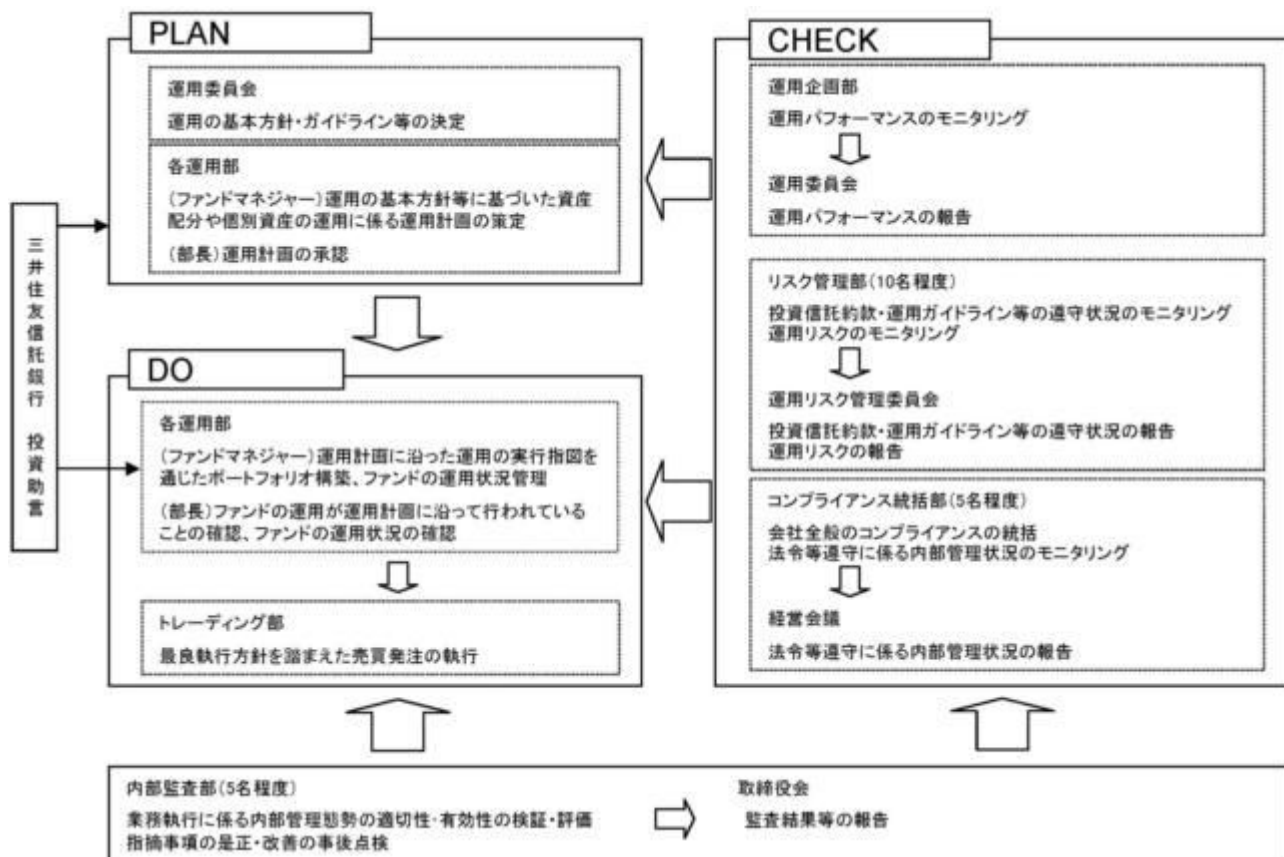 PLAN
運用委員会
運用の基本方針・ガイドライン等の決定
各運用部
(ファンドマネジャー)運用の基本方針等に基づいた資産
配分や個別資産の運用に係る運用計画の策定
(部長)運用計画の承認
三井住友信託銀行 投資助言
DO
各運用部
(ファンドマネジャー)運用計画に沿った運用の実行指図を
通じたポートフォリオ構築、ファンドの運用状況管理
(部長)ファンドの運用が運用計画に沿って行われている
ことの確認、ファンドの運用状況の確認
トレーディング部
最良執行方針を踏まえた売買発注の執行
CHECK
運用企画部
運用パフォーマンスのモニタリング
運用委員会
運用パフォーマンスの報告
リスク管理部(10名程度)
投資信託約款・運用ガイドライン等の遵守状況のモニタリング
運用リスクのモニタリング
運用リスク管理委員会
投資信託約款・運用ガイドライン等の遵守状況の報告
運用リスクの報告
コンプライアンス統括部(5名程度)
会社全般のコンプライアンスの統括
法令等遵守に係る内部管理状況のモニタリング
経営会議
法令等遵守に係る内部管理状況の報告
内部監査部(5名程度)
業務執行に係る内部管理態勢の適切性・有効性の検証・評価
指摘事項の是正・改善の事後点検
取締役会
監査結果等の報告